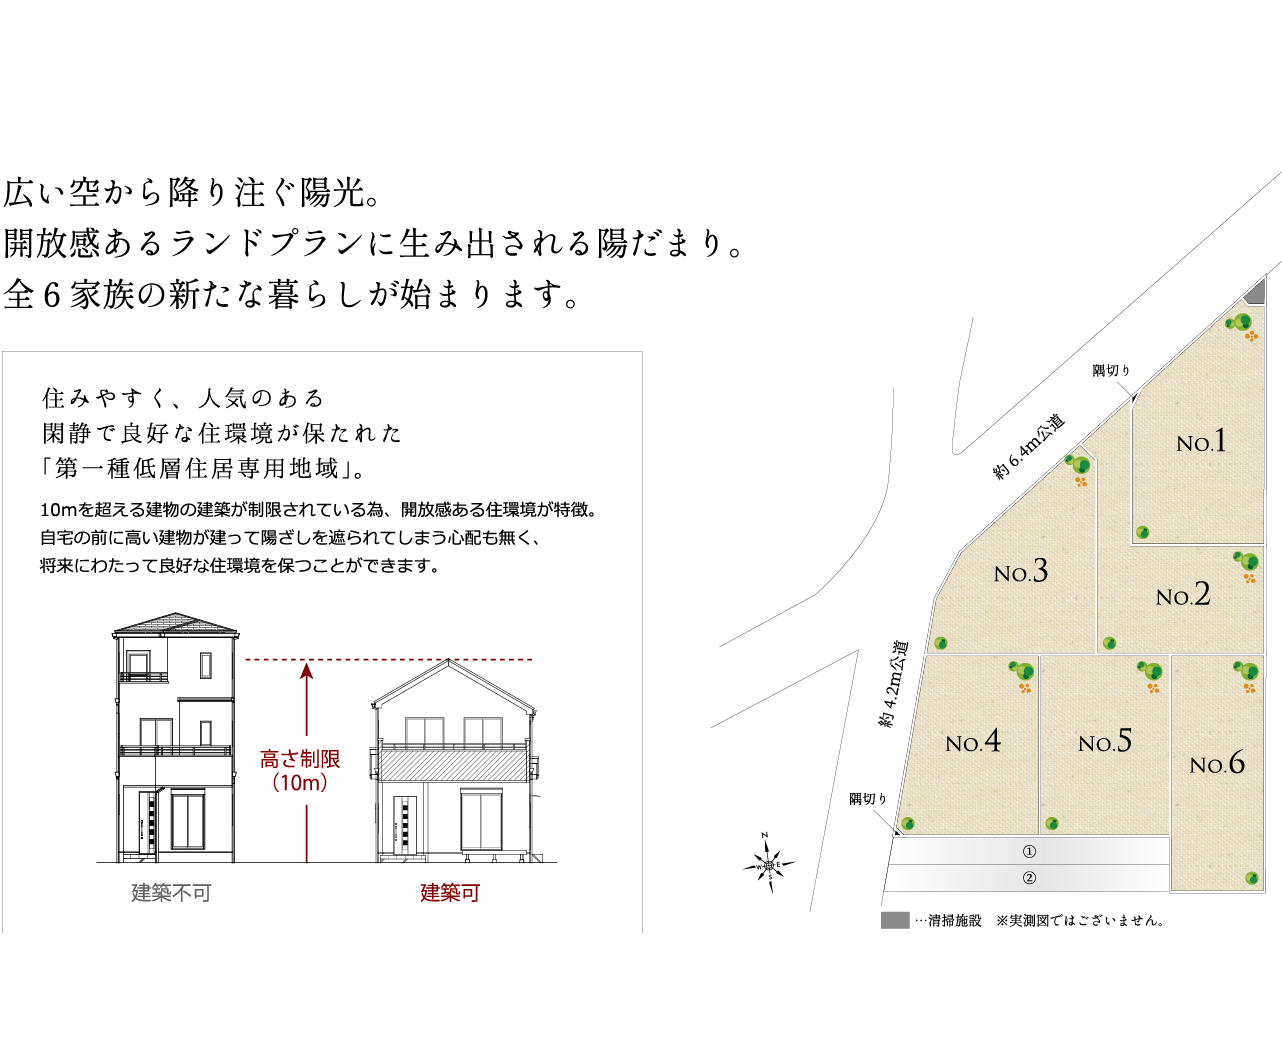 広い空から降り注ぐ陽光。
開放感あるランドプランに生み出される陽だまり。
全6家族の新たな暮らしが始まります。
住みやすく、人気のある
閑静で良好な住環境が保たれた
「第一種低層住居専用地域」。
10mを超える建物の建築が制限されている為、開放感ある住環境が特徴。
自宅の前に高い建物が建って陽ざしを遮られてしまう心配も無く、
将来にわたって良好な住環境を保つことができます。
高さ制限
（10m）
建築不可
建築可
隅切り
約6.4m公道
No.1
No.3
No.2
約4.2m公道
No.4
No.5
No.6
隅切り
①
②
N
W
E
S
…清掃施設　※実測図ではございません。